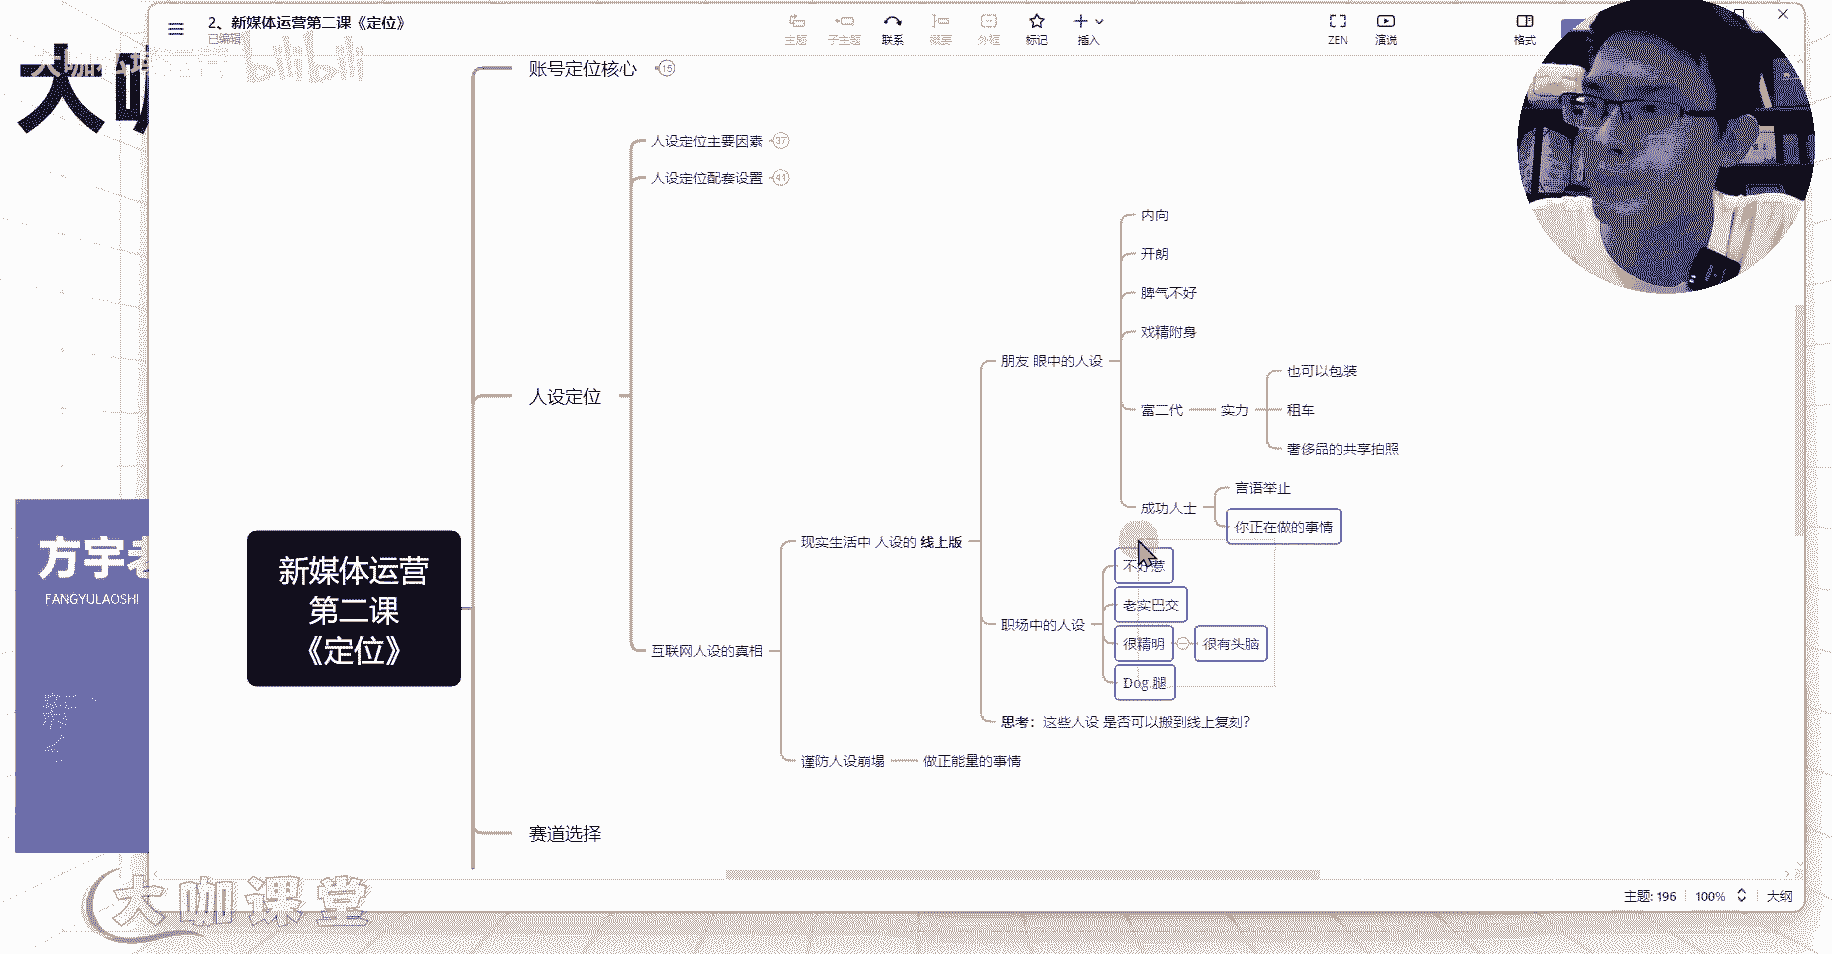 2、新媒体运营第二课《定位》
已编辑
主题
子主题
联系
概要
外框
标记
插入
ZEN
演说
格式
bilibili
大咖
账号定位核心
15
人设定位主要因素
37
人设定位配套设置
41
内向
开朗
脾气不好
戏精附身
朋友 眼中的人设
也可以包装
富二代
实力
租车
奢侈品的共享拍照
人设定位
言语举止
成功人士
你正在做的事情
现实生活中 人设的 线上版
不好惹
老实巴交
职场中的人设
很精明
很有头脑
Dog 腿
互联网人设的真相
思考：这些人设 是否可以搬到线上复刻？
谨防人设崩塌
做正能量的事情
新媒体运营
第二课
《定位》
赛道选择
方宇老
FANGYULAOSHI
大咖课堂
主题: 196
100%
大纲